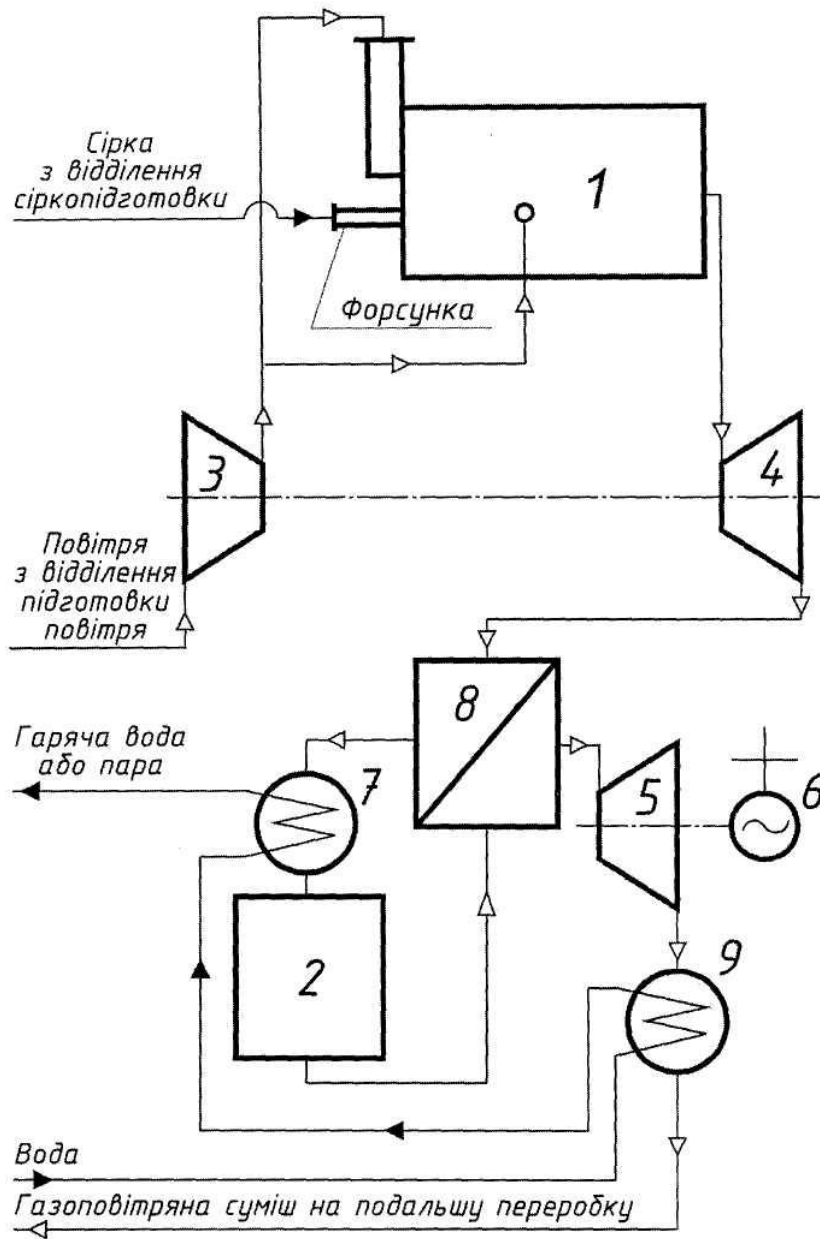 Сірка
з відділення
сіркопідготовки
1
Форсунка
3
4
Повітря
з відділення
підготовки
повітря
8
Гаряча вода
або пара
7
5
6
2
9
Вода
Газоповітряна суміш на подальшу переробку